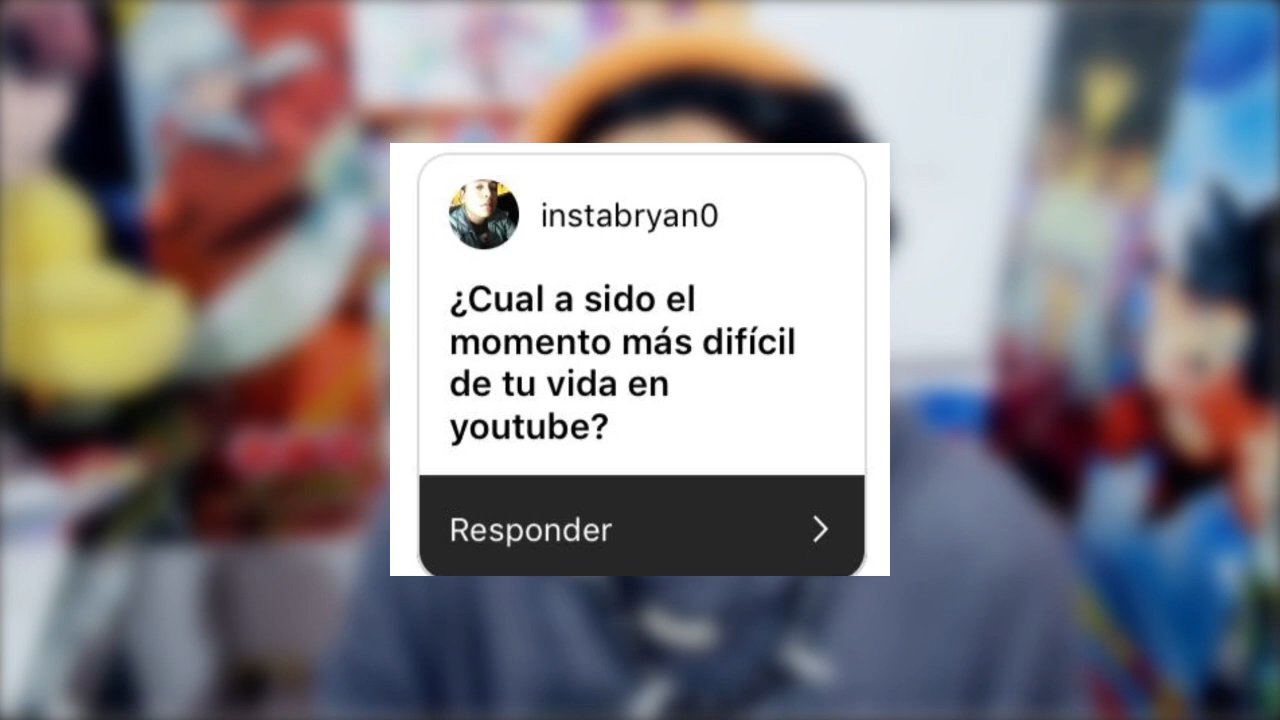 instabryan0
¿Cual a sido el
momento más difícil
de tu vida en
youtube?
Responder